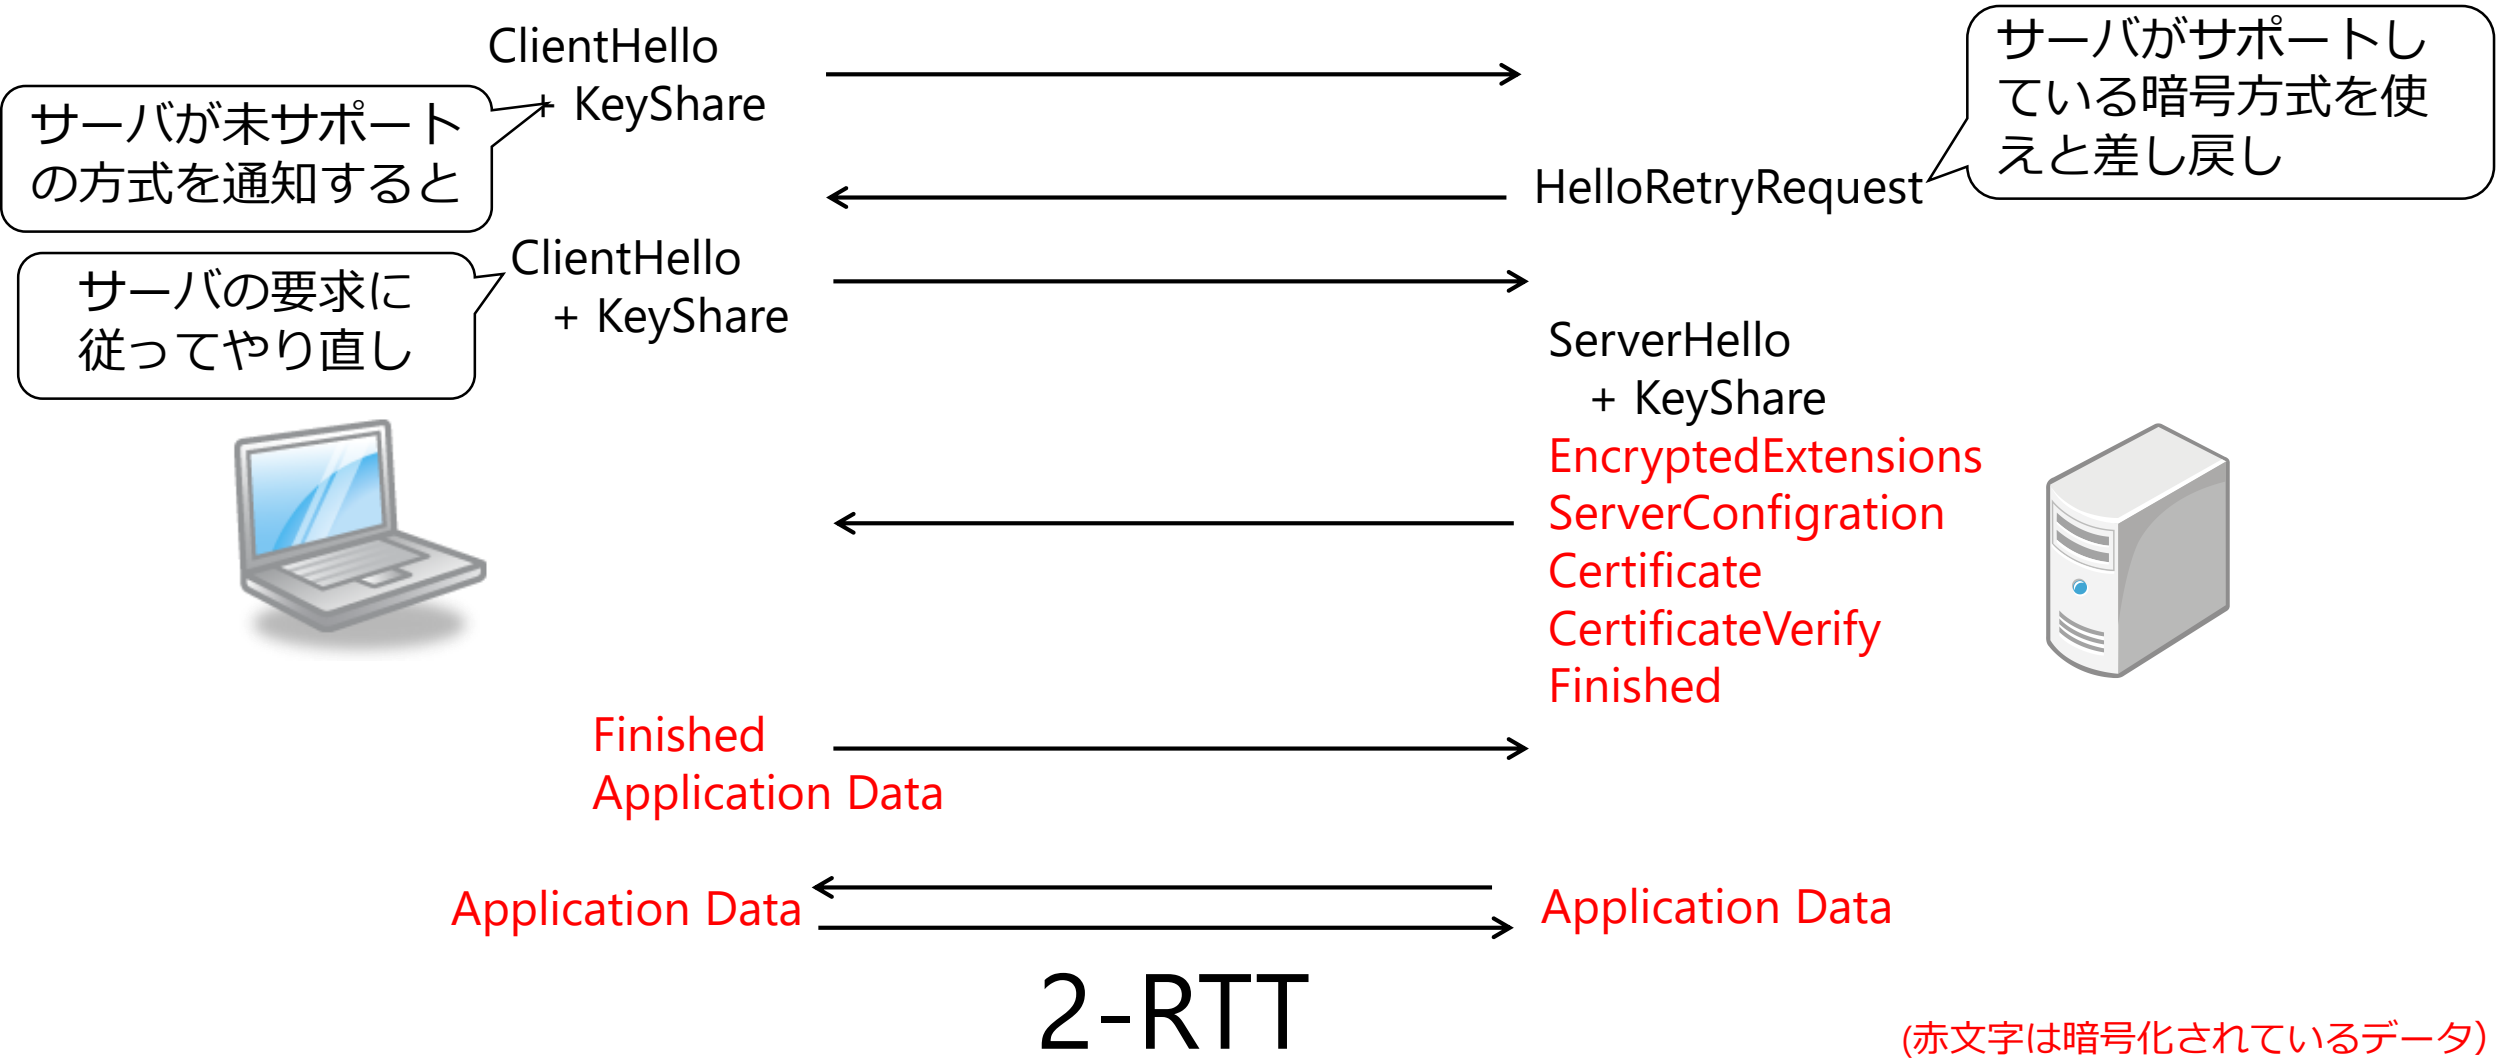 ClientHello
+ KeyShare
サーバが未サポート
の方式を通知すると
サーバがサポートし
ている暗号方式を使
えと差し戻し
HelloRetryRequest
ClientHello
+ KeyShare
サーバの要求に
従ってやり直し
ServerHello
+ KeyShare
EncryptedExtensions
ServerConfigration
Certificate
CertificateVerify
Finished
Finished
Application Data
Application Data
Application Data
2-RTT
(赤文字は暗号化されているデータ）